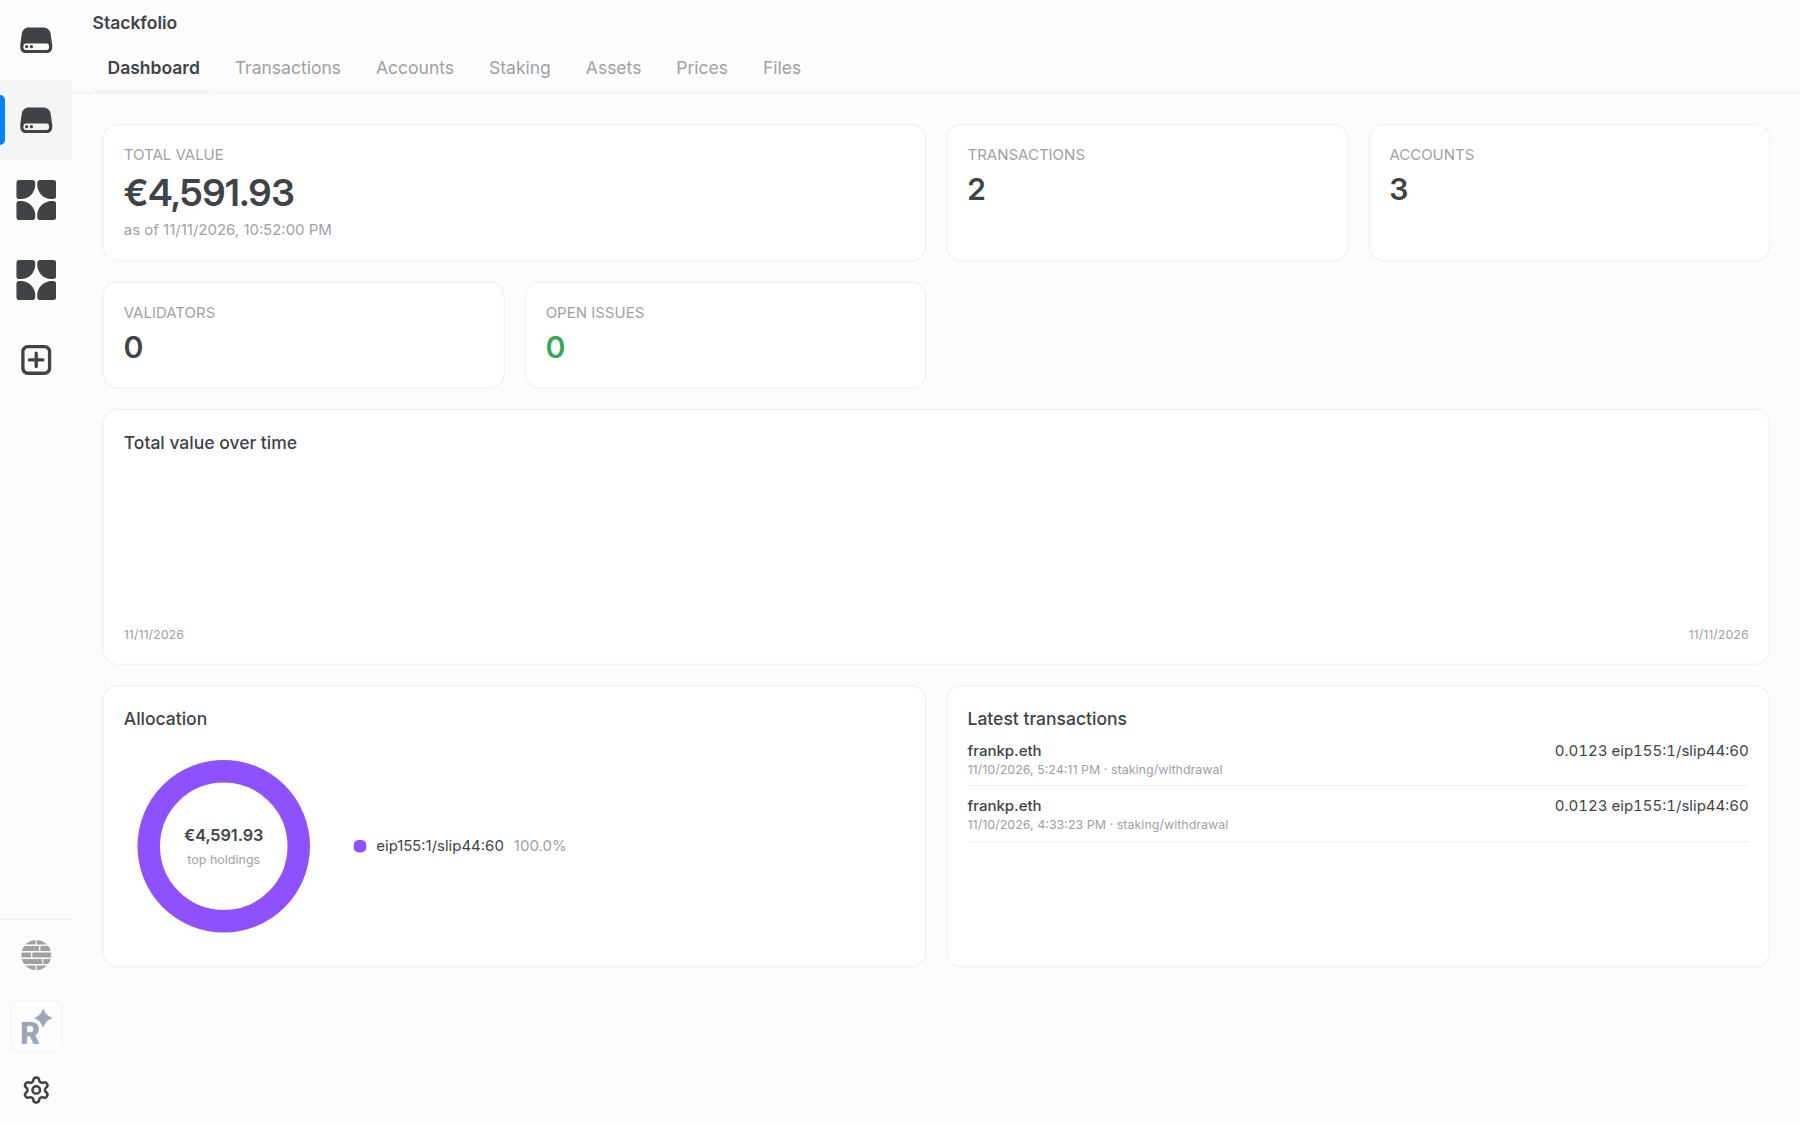 Stackfolio
Dashboard Transactions Accounts Staking Assets Prices Files
TOTAL VALUE
€4,591.93
as of 11/11/2026, 10:52:00 PM
TRANSACTIONS
2
ACCOUNTS
3
VALIDATORS
0
OPEN ISSUES
0
Total value over time
11/11/2026 11/11/2026
Allocation
€4,591.93
top holdings
eip155:1/slip44:60 100.0%
Latest transactions
frankp.eth 0.0123 eip155:1/slip44:60
11/10/2026, 5:24:11 PM · staking/withdrawal
frankp.eth 0.0123 eip155:1/slip44:60
11/10/2026, 4:33:23 PM · staking/withdrawal
R